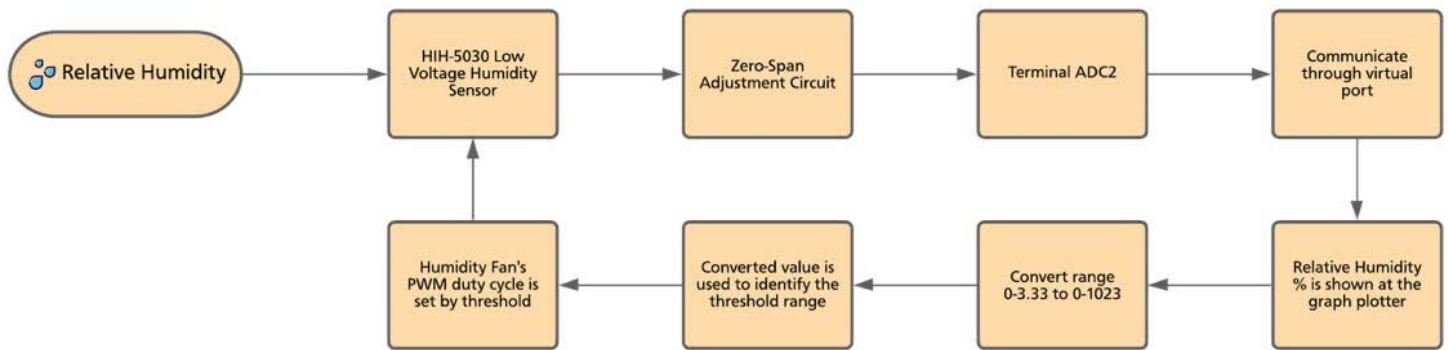 Relative Humidity
HIH-5030 Low
Voltage Humidity
Sensor
Zero-Span
Adjustment Circuit
Terminal ADC2
Communicate
through virtual
port
Relative Humidity
% is shown at the
graph plotter
Convert range
0-3.33 to 0-1023
Converted value is
used to identify the
threshold range
Humidity Fan's
PWM duty cycle is
set by threshold